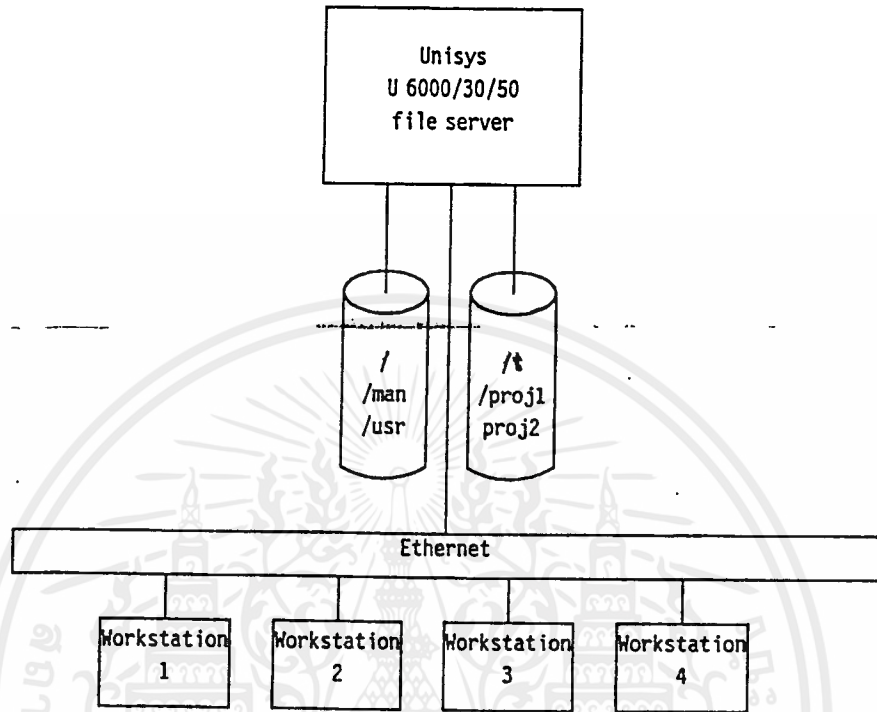 Unisys
U 6000/30/50
file server
/
/man
/usr
/t
/proj1
proj2
Ethernet
Workstation
1
Workstation
2
Workstation
3
Workstation
4